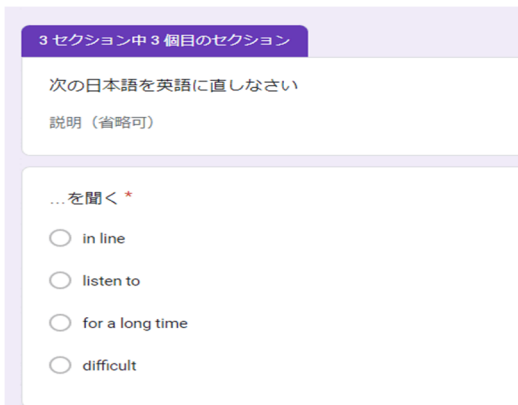 3 セクション中 3 個目のセクション
次の日本語を英語に直しなさい
説明（省略可）
…を聞く *
in line
listen to
for a long time
difficult